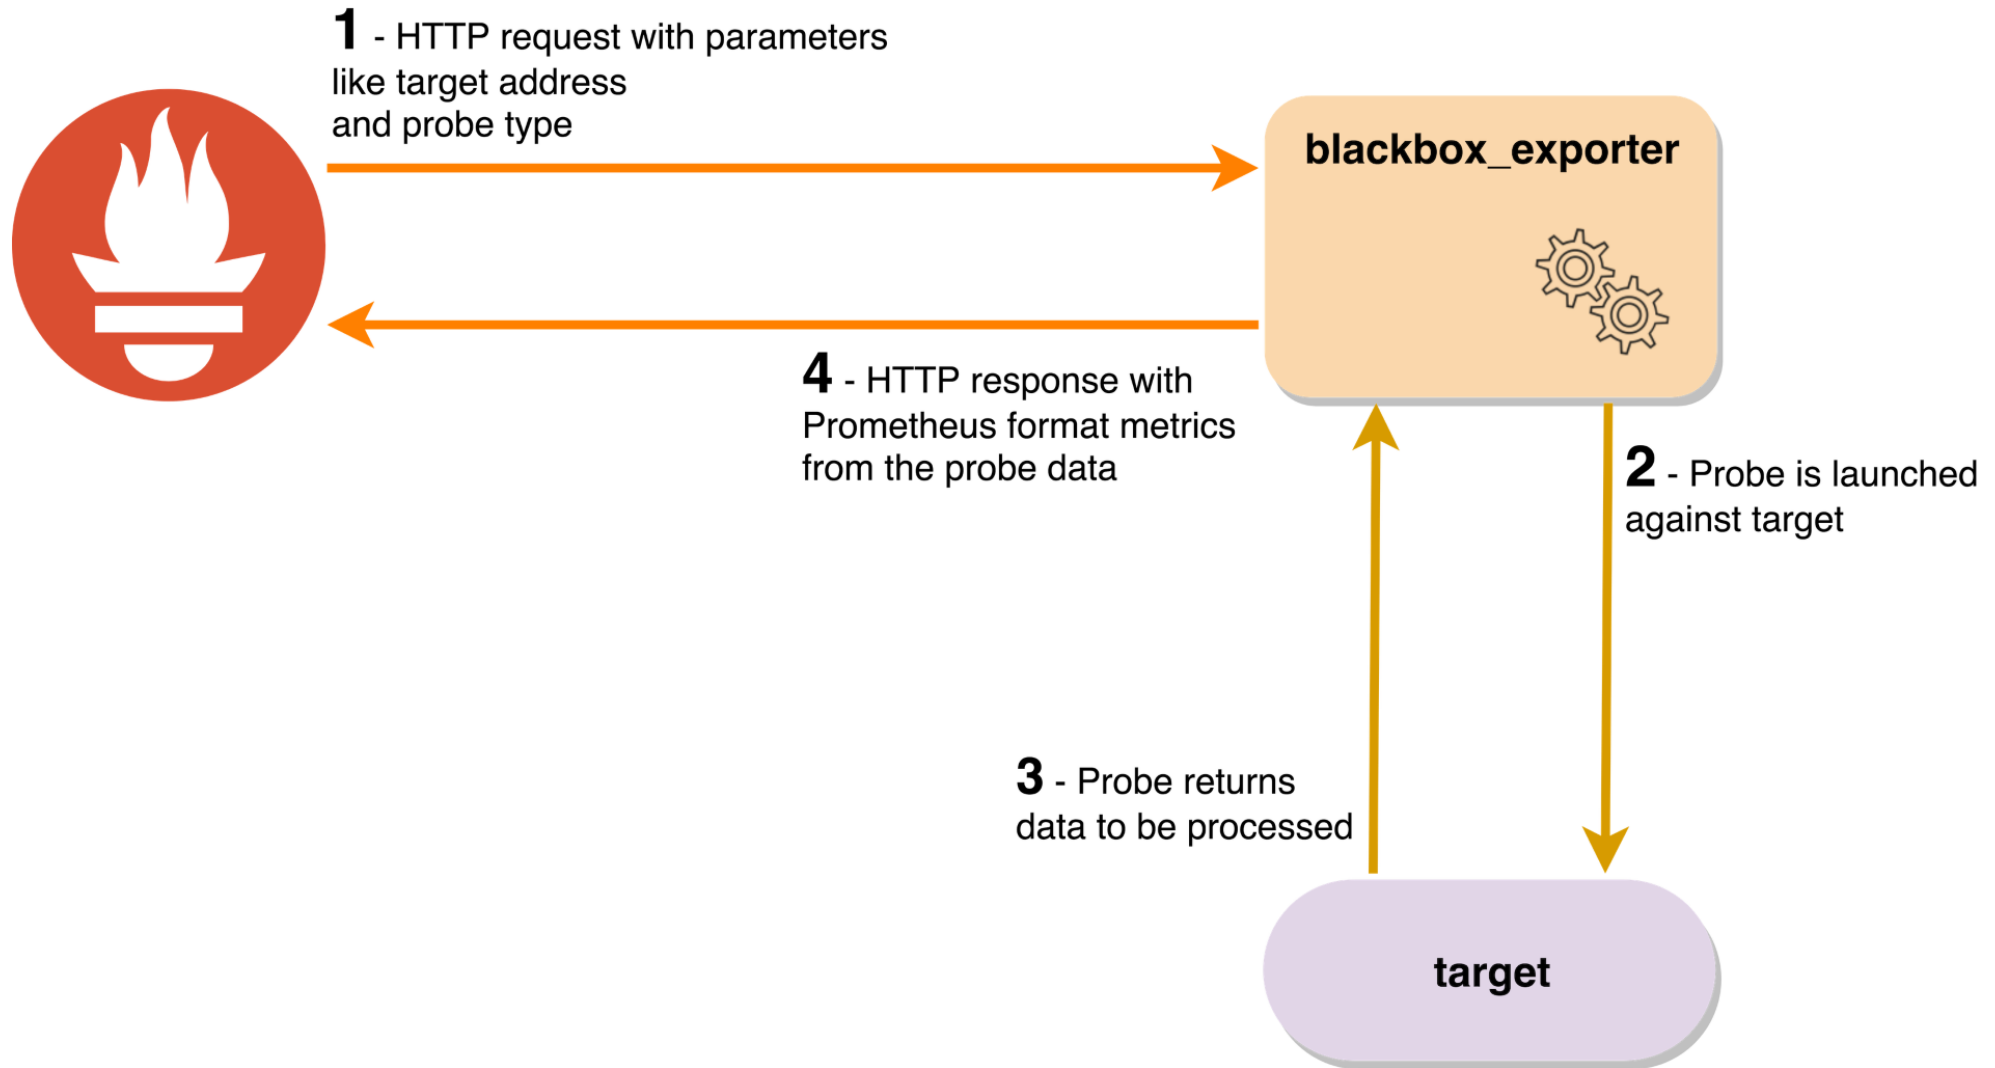 1 - HTTP request with parameters
like target address
and probe type
blackbox_exporter
4 - HTTP response with
Prometheus format metrics
from the probe data
2 - Probe is launched
against target
3 - Probe returns
data to be processed
target